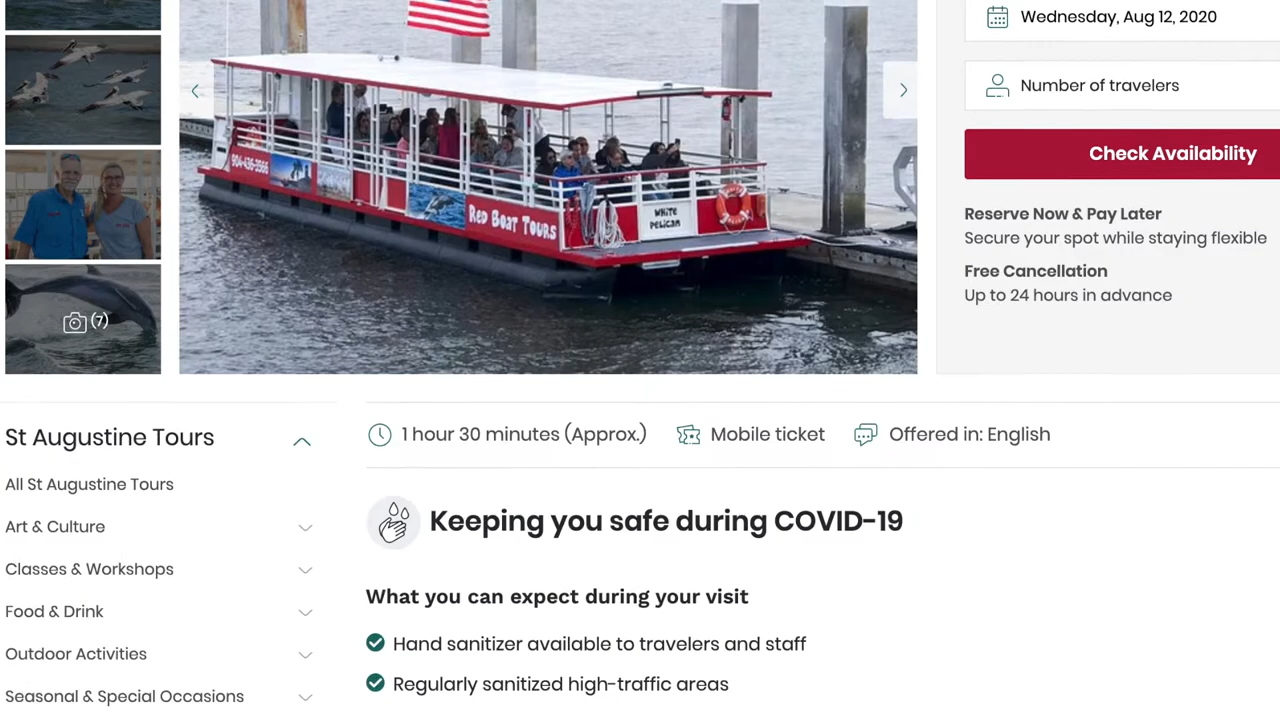 Wednesday, Aug 12, 2020
Number of travelers
Check Availability
Reserve Now & Pay Later
Secure your spot while staying flexible
Free Cancellation
Up to 24 hours in advance
904-436-3566
RED BOAT TOURS
WHITE
PELICAN
(7)
St Augustine Tours
All St Augustine Tours
Art & Culture
Classes & Workshops
Food & Drink
Outdoor Activities
Seasonal & Special Occasions
1 hour 30 minutes (Approx.)
Mobile ticket
Offered in: English
Keeping you safe during COVID-19
What you can expect during your visit
Hand sanitizer available to travelers and staff
Regularly sanitized high-traffic areas